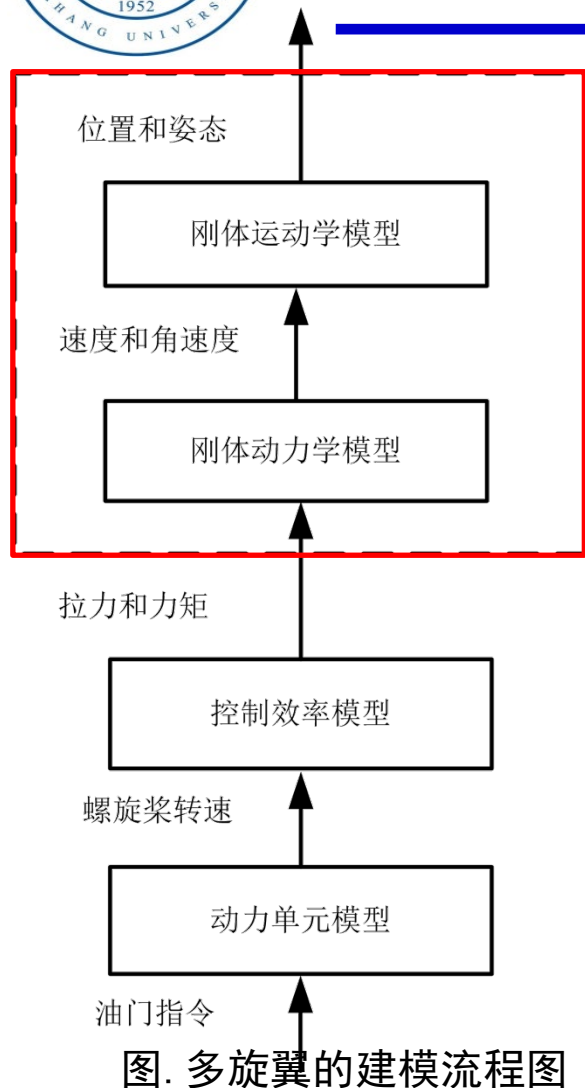 1952
HANG UNIVERS
位置和姿态
刚体运动学模型
速度和角速度
刚体动力学模型
拉力和力矩
控制效率模型
螺旋桨转速
动力单元模型
油门指令
图. 多旋翼的建模流程图